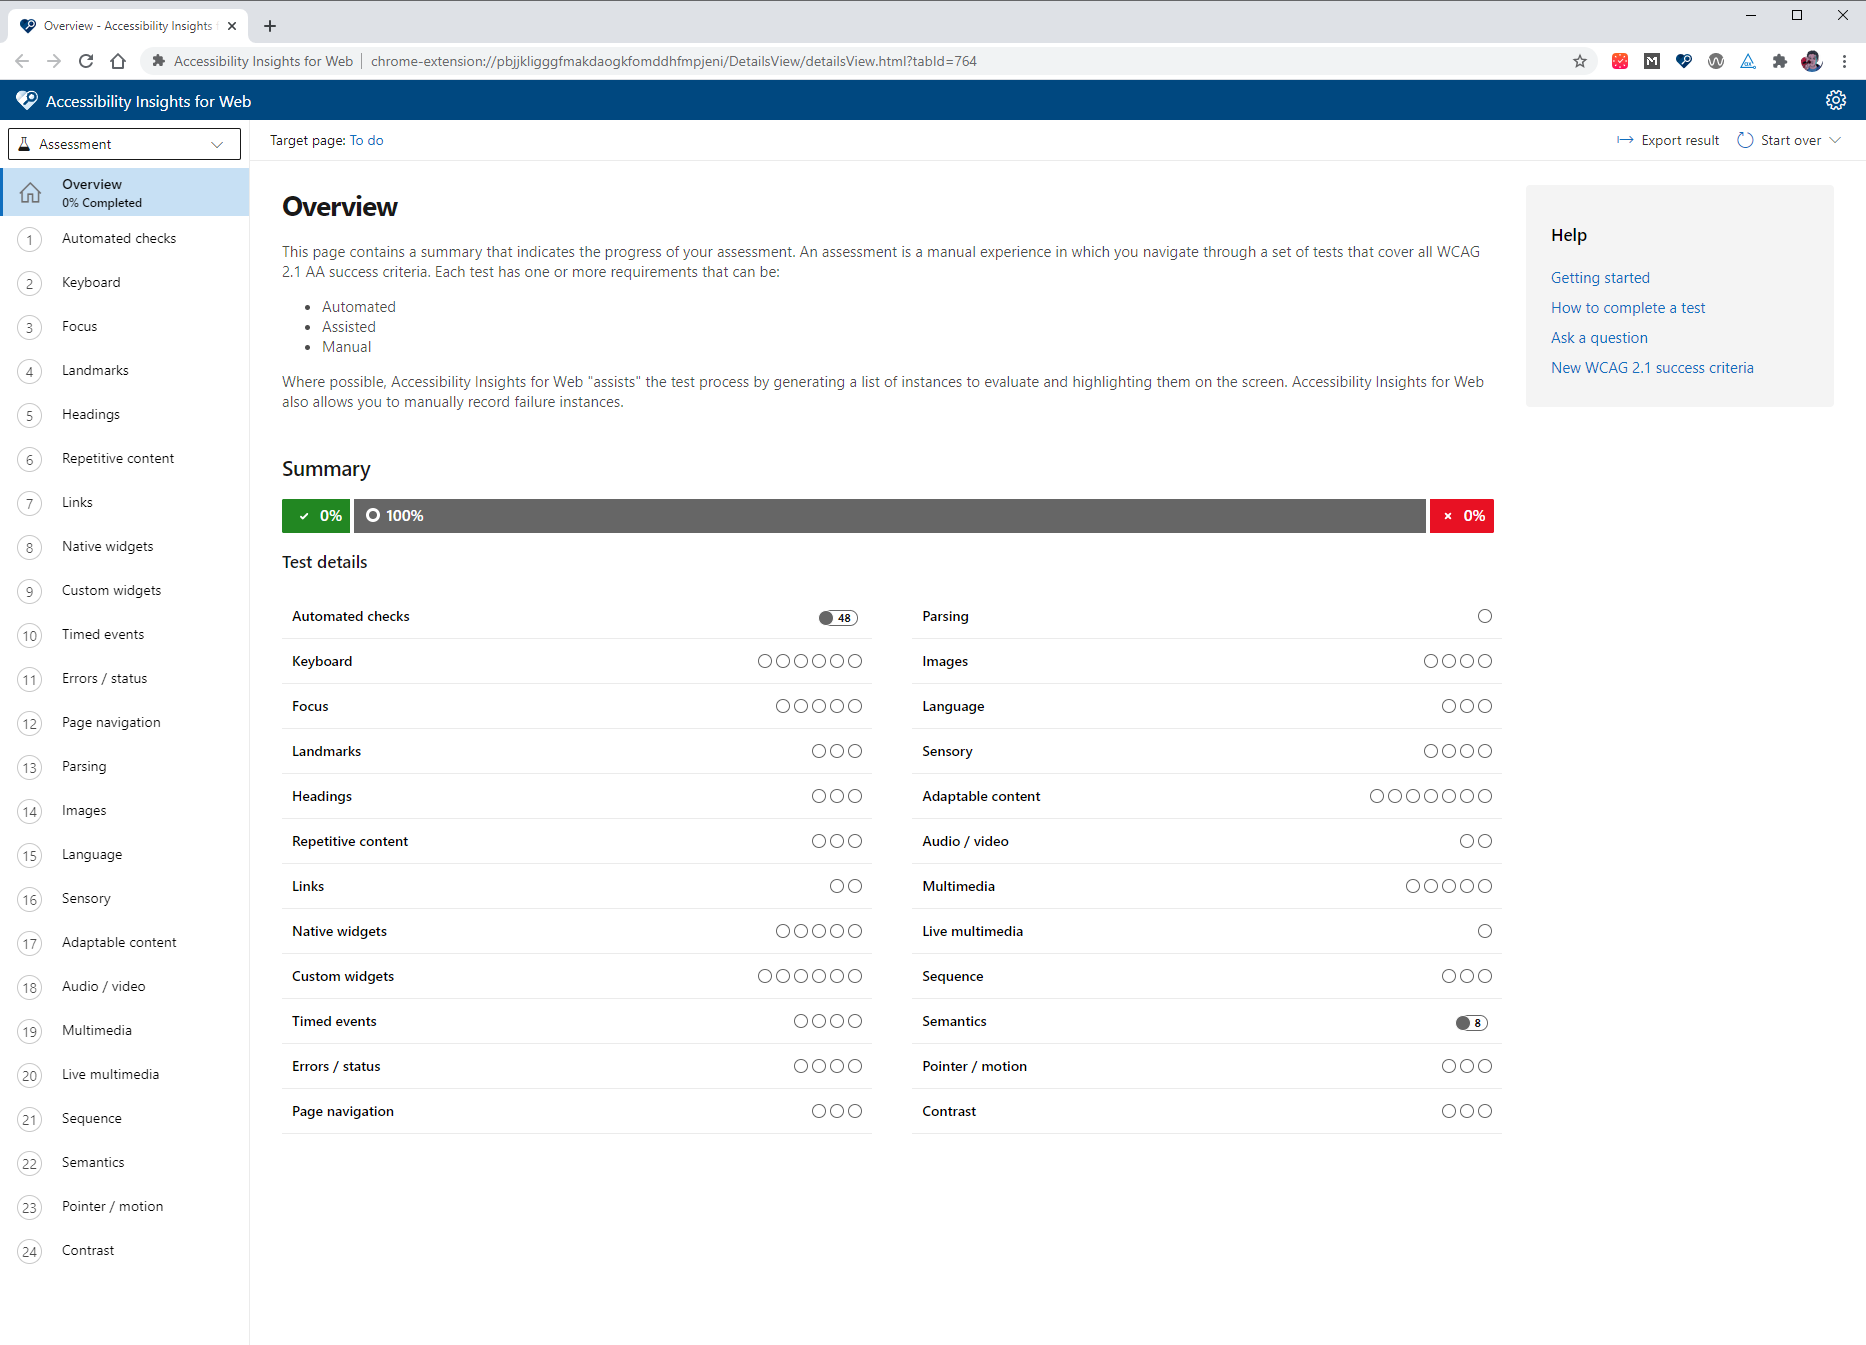 Overview - Accessibility Insights
Accessibility Insights for Web
chrome-extension://pbjjkligggfmakdaogkfomddhfmpjeni/DetailsView/detailsView.html?tabId=764
Accessibility Insights for Web
Assessment
Target page: To do
Export result
Start over
Overview
0% Completed
1 Automated checks
2 Keyboard
3 Focus
4 Landmarks
5 Headings
6 Repetitive content
7 Links
8 Native widgets
9 Custom widgets
10 Timed events
11 Errors / status
12 Page navigation
13 Parsing
14 Images
15 Language
16 Sensory
17 Adaptable content
18 Audio / video
19 Multimedia
20 Live multimedia
21 Sequence
22 Semantics
23 Pointer / motion
24 Contrast
Overview
This page contains a summary that indicates the progress of your assessment. An assessment is a manual experience in which you navigate through a set of tests that cover all WCAG
2.1 AA success criteria. Each test has one or more requirements that can be:
• Automated
• Assisted
• Manual
Where possible, Accessibility Insights for Web "assists" the test process by generating a list of instances to evaluate and highlighting them on the screen. Accessibility Insights for Web
also allows you to manually record failure instances.
Summary
0%
100%
0%
Test details
Automated checks 48
Keyboard
Focus
Landmarks
Headings
Repetitive content
Links
Native widgets
Custom widgets
Timed events
Errors / status
Page navigation
Parsing
Images
Language
Sensory
Adaptable content
Audio / video
Multimedia
Live multimedia
Sequence
Semantics 8
Pointer / motion
Contrast
Help
Getting started
How to complete a test
Ask a question
New WCAG 2.1 success criteria